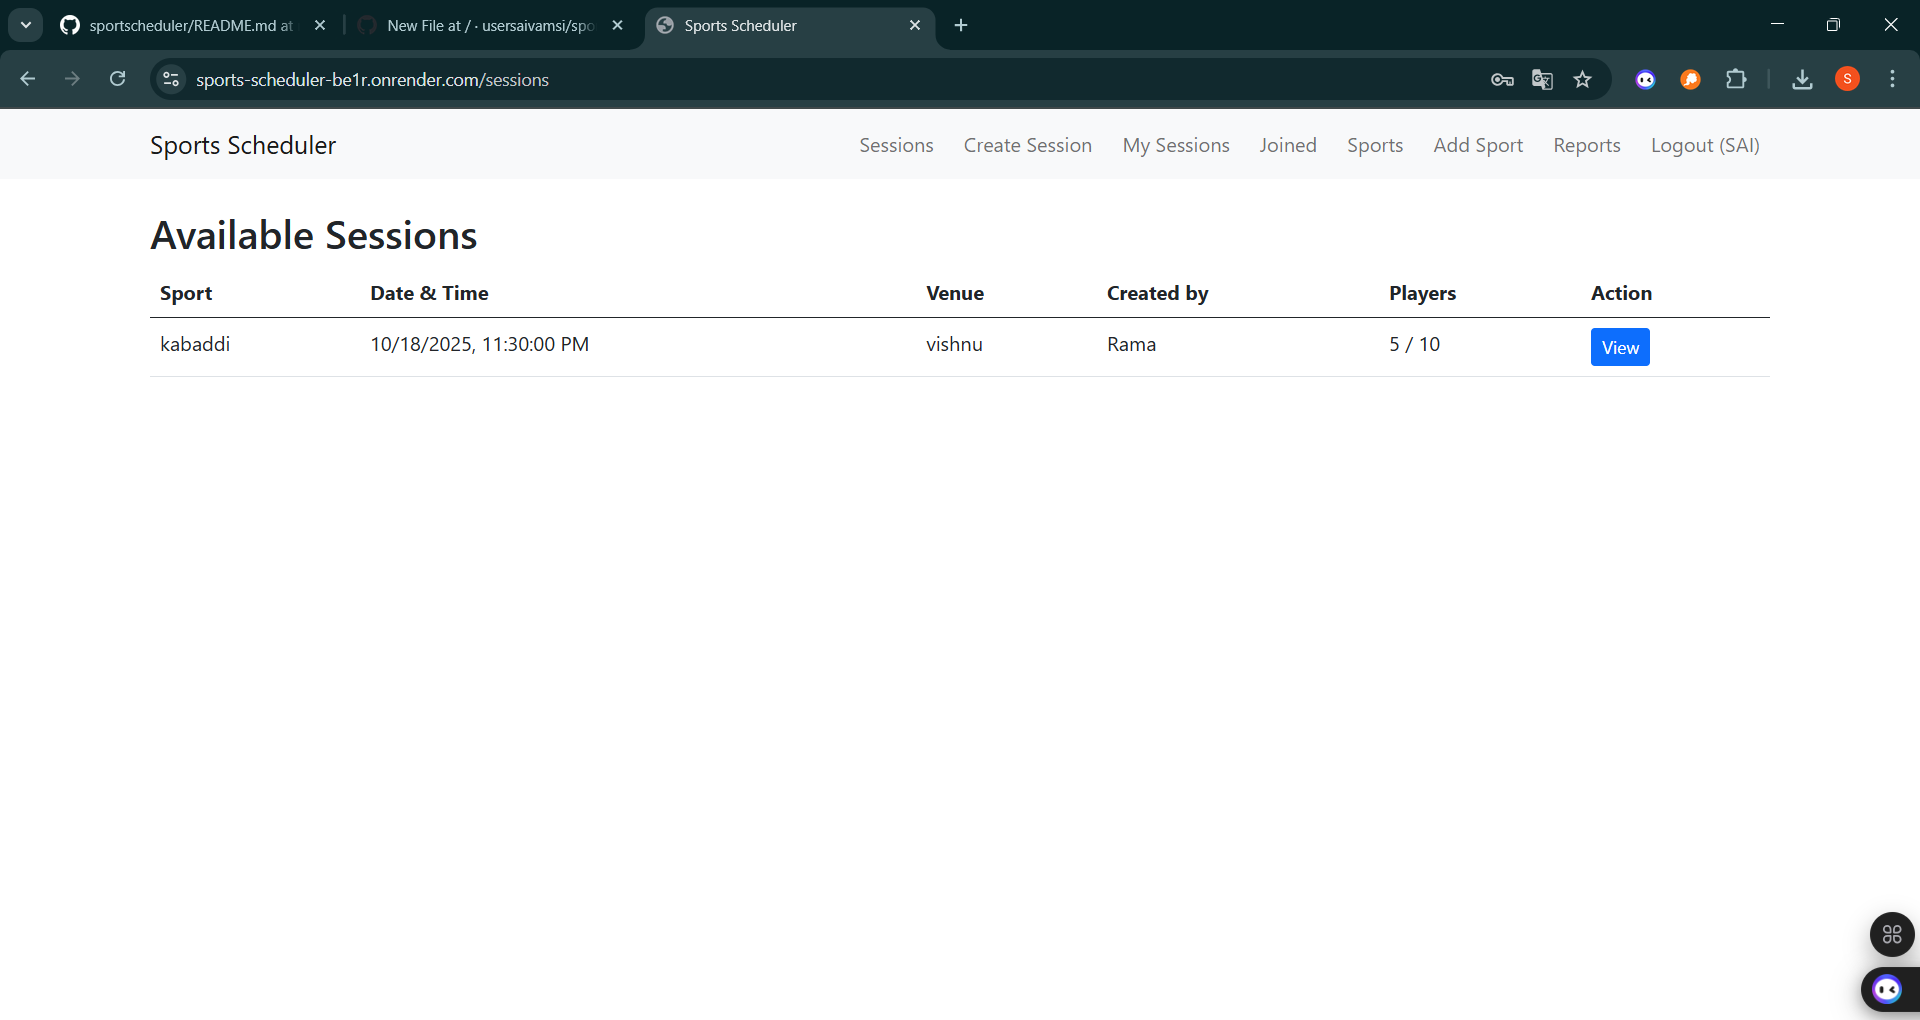 sportscheduler/README.md at
New File at / · usersaivamsi/spo
Sports Scheduler
sports-scheduler-be1r.onrender.com/sessions
S
Sports Scheduler
Sessions Create Session My Sessions Joined Sports Add Sport Reports Logout (SAI)
Available Sessions
Sport Date & Time Venue Created by Players Action
kabaddi 10/18/2025, 11:30:00 PM vishnu Rama 5 / 10 View